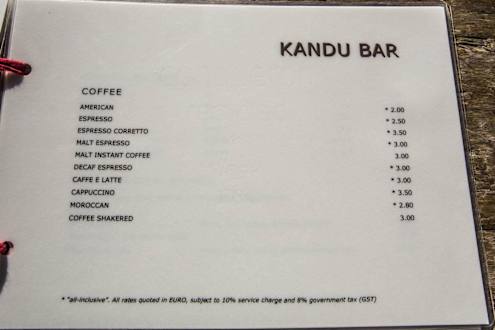 KANDU BAR
COFFEE
AMERICAN * 2.00
ESPRESSO * 2.50
ESPRESSO CORRETTO * 3.50
MALT ESPRESSO * 3.00
MALT INSTANT COFFEE 3.00
DECAF ESPRESSO * 3.00
CAFFE E LATTE * 3.00
CAPPUCCINO * 3.50
MOROCCAN * 2.80
COFFEE SHAKERED 3.00
* "all-inclusive". All rates quoted in EURO, subject to 10% service charge and 8% government tax (GST)